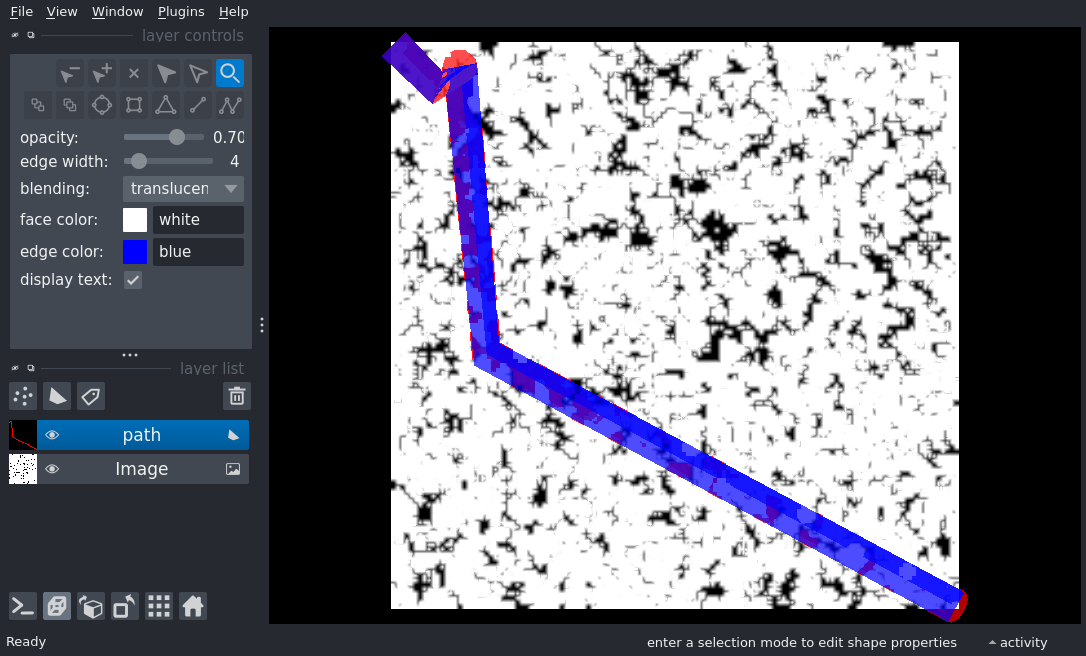 File View Window Plugins Help
layer controls
opacity: 0.70
edge width: 4
blending: translucen
face color: white
edge color: blue
display text:
layer list
path
Image
Ready
enter a selection mode to edit shape properties
activity